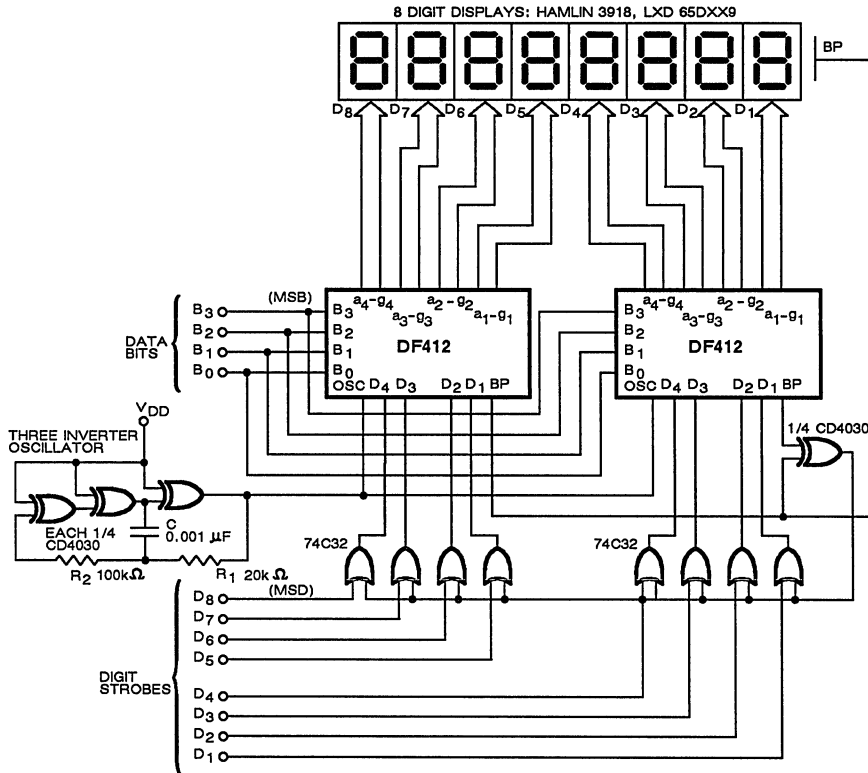 8 DIGIT DISPLAYS: HAMLIN 3918, LXD 65DXX9
BP
D8 D7 D6 D5 D4 D3 D2 D1
a4-g4 a3-g3 a2-g2 a1-g1
a4-g4 a3-g3 a2-g2 a1-g1
DATA BITS
B3 (MSB)
B2
B1
B0
B3
B2
B1
B0
DF412
OSC D4 D3 D2 D1 BP
B3
B2
B1
B0
DF412
OSC D4 D3 D2 D1 BP
VDD
THREE INVERTER
OSCILLATOR
EACH 1/4
CD4030
C
0.001 µF
R2 100kΩ
R1 20k Ω
1/4 CD4030
74C32
74C32
DIGIT
STROBES
D8 (MSD)
D7
D6
D5
D4
D3
D2
D1